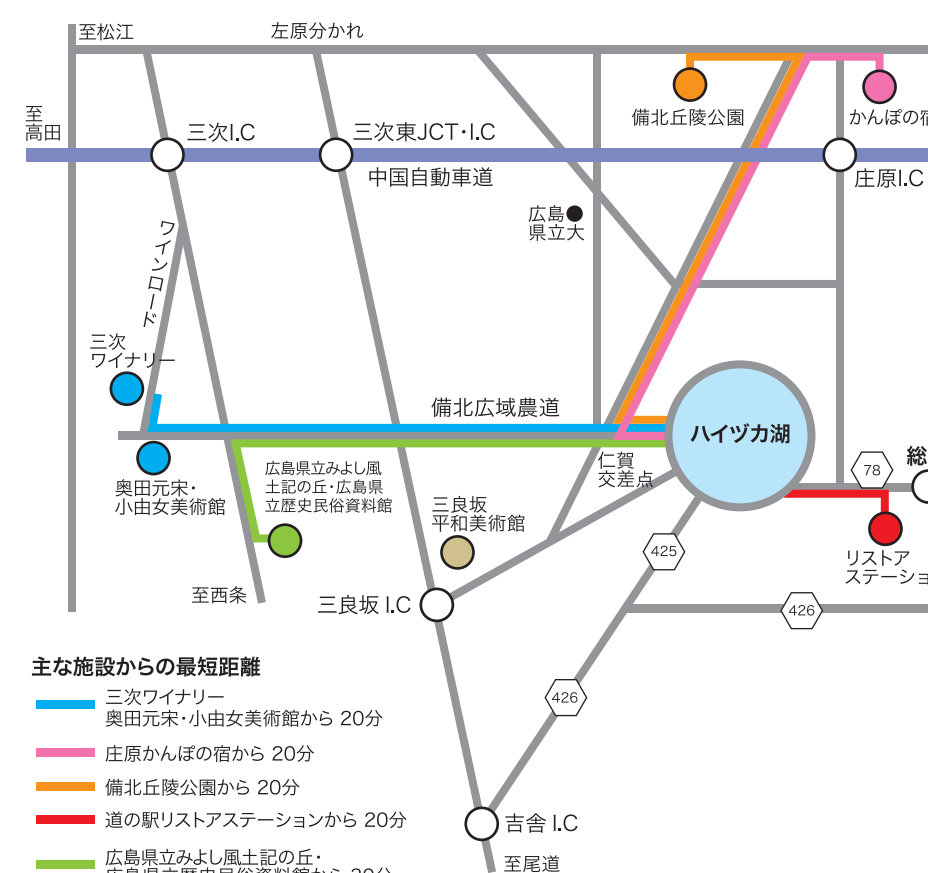 至松江
左原分かれ
至
高田
三次I.C
三次東JCT・I.C
中国自動車道
備北丘陵公園
かんぽの宿
庄原I.C
広島
県立大
ワインロード
三次
ワイナリー
備北広域農道
ハイヅカ湖
奥田元宋・
小由女美術館
広島県立みよし風
土記の丘・広島県
立歴史民俗資料館
仁賀
交差点
78
総
三良坂
平和美術館
425
リストア
ステーショ
至西条
三良坂 I.C
426
426
吉舎 I.C
至尾道
主な施設からの最短距離
三次ワイナリー
奥田元宋・小由女美術館から 20分
庄原かんぽの宿から 20分
備北丘陵公園から 20分
道の駅リストアステーションから 20分
広島県立みよし風土記の丘・